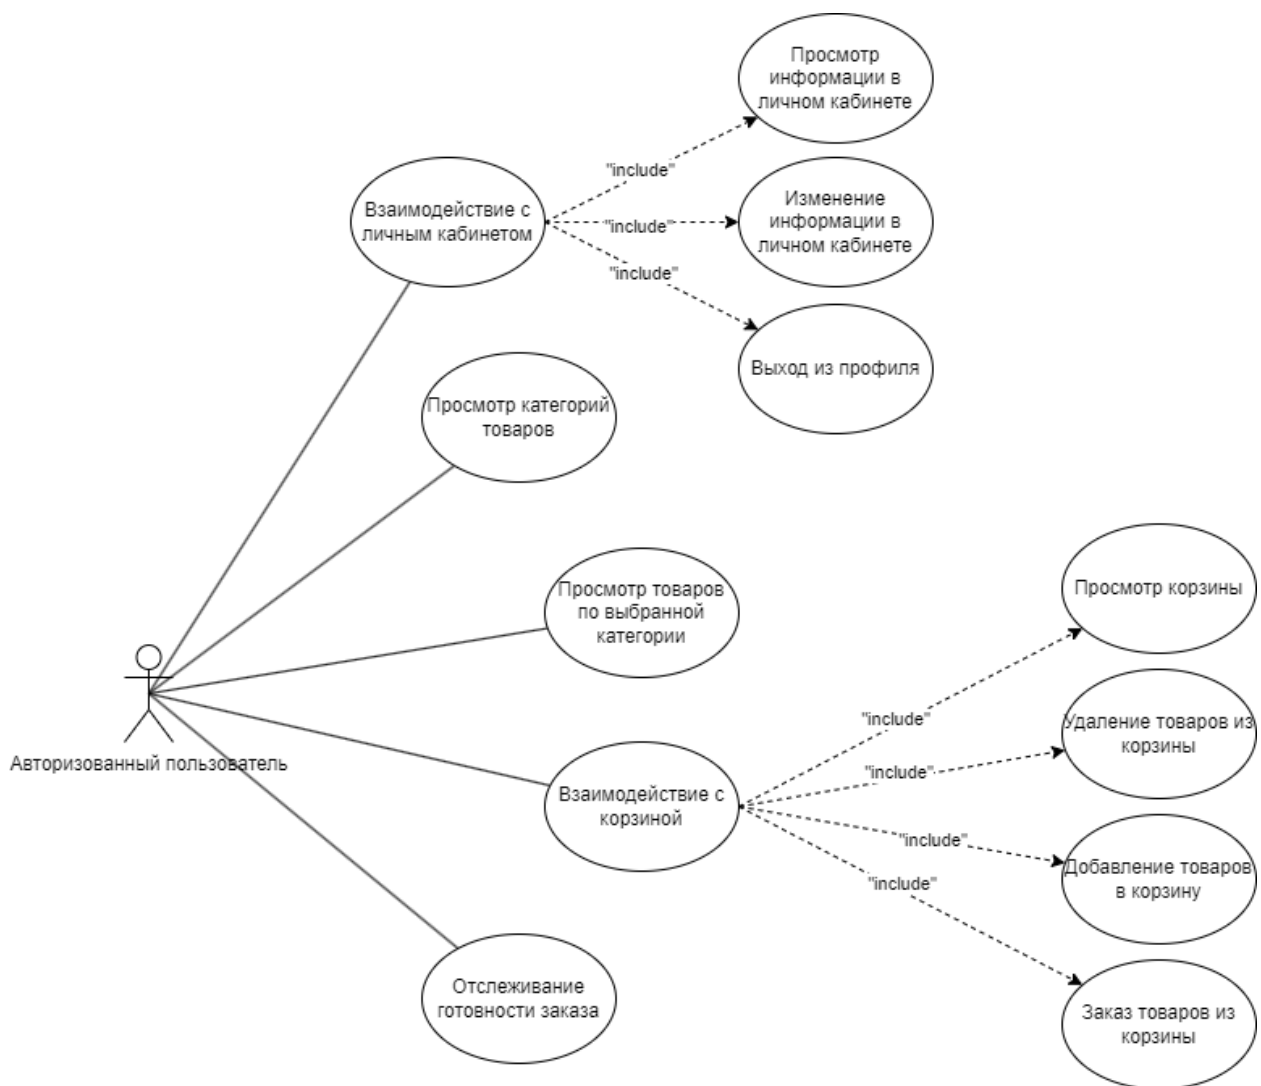 Просмотр
информации в
личном кабинете
"include"
Взаимодействие с
личным кабинетом
"include"
Изменение
информации в
личном кабинете
"include"
Выход из профиля
Просмотр категорий
товаров
Просмотр товаров
по выбранной
категории
Просмотр корзины
Авторизованный пользователь
"include"
Удаление товаров из
корзины
"include"
Взаимодействие с
корзиной
"include"
Добавление товаров
в корзину
"include"
Отслеживание
готовности заказа
Заказ товаров из
корзины